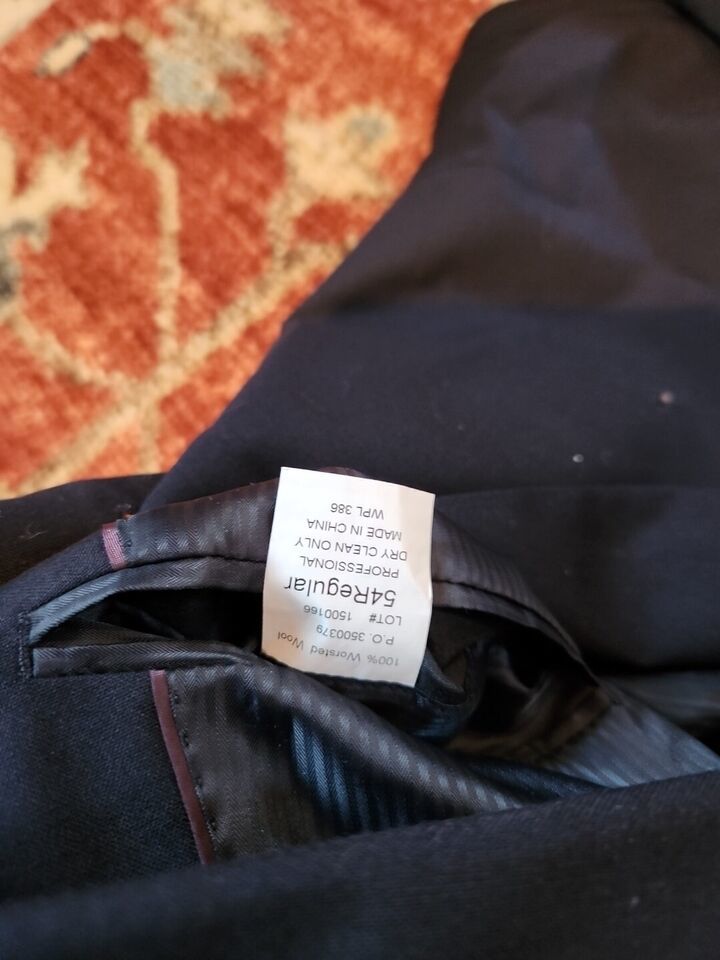 100% Worsted Wool
P.O. 3500379
LOT# 1500166
54Regular
PROFESSIONAL
DRY CLEAN ONLY
MADE IN CHINA
WPL 386